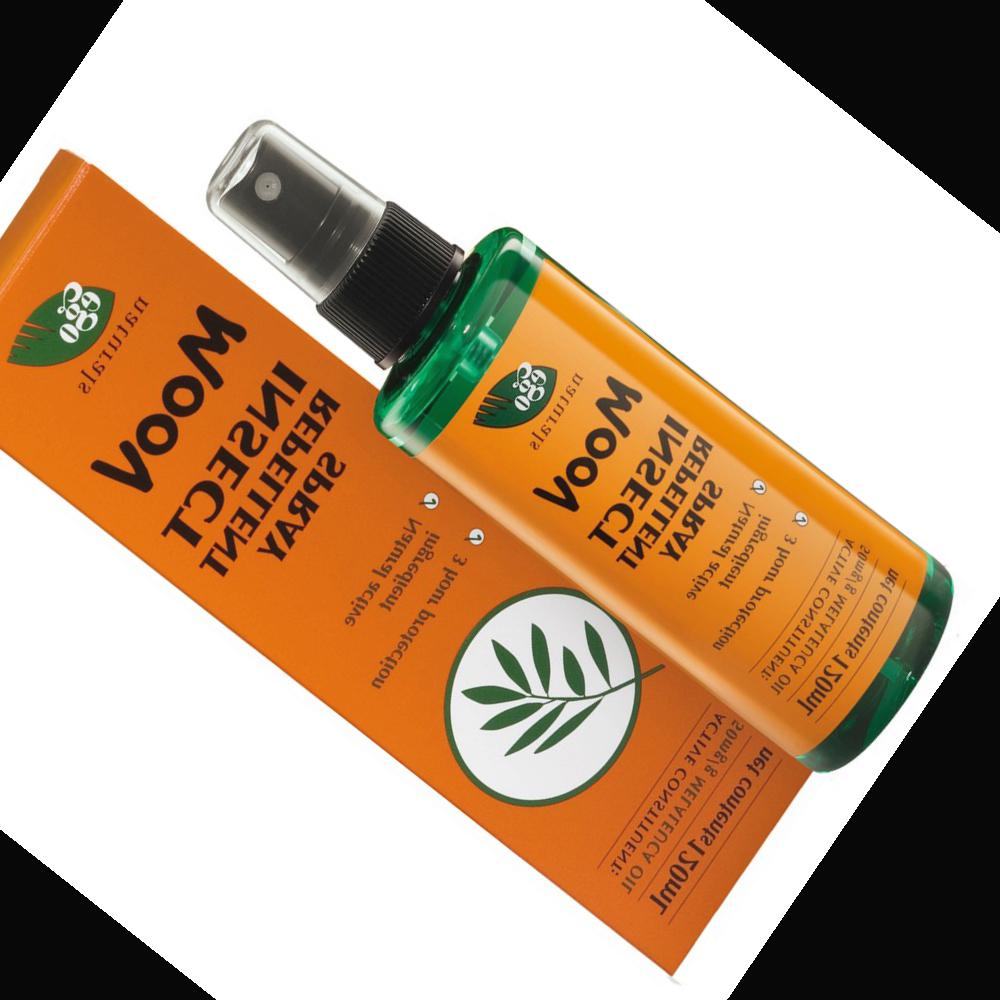 ego
naturals
MOOV
INSECT
REPELLENT
SPRAY
Natural active
ingredient
3 hour protection
ACTIVE CONSTITUENT:
50mg/g MELALEUCA OIL
net contents 120mL
ego
naturals
MOOV
INSECT
REPELLENT
SPRAY
Natural active
ingredient
3 hour protection
ACTIVE CONSTITUENT:
50mg/g MELALEUCA OIL
net contents 120mL